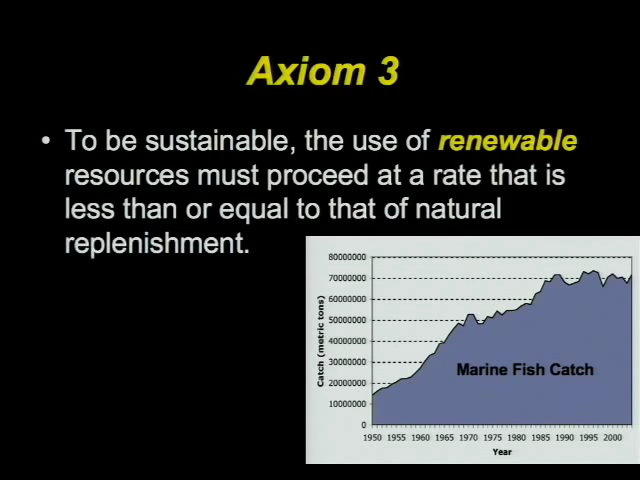 Axiom 3
• To be sustainable, the use of renewable
resources must proceed at a rate that is
less than or equal to that of natural
replenishment.
80000000
70000000
60000000
50000000
40000000
30000000
20000000
10000000
0
Catch (metric tons)
Marine Fish Catch
1950 1955 1960 1965 1970 1975 1980 1985 1990 1995 2000
Year